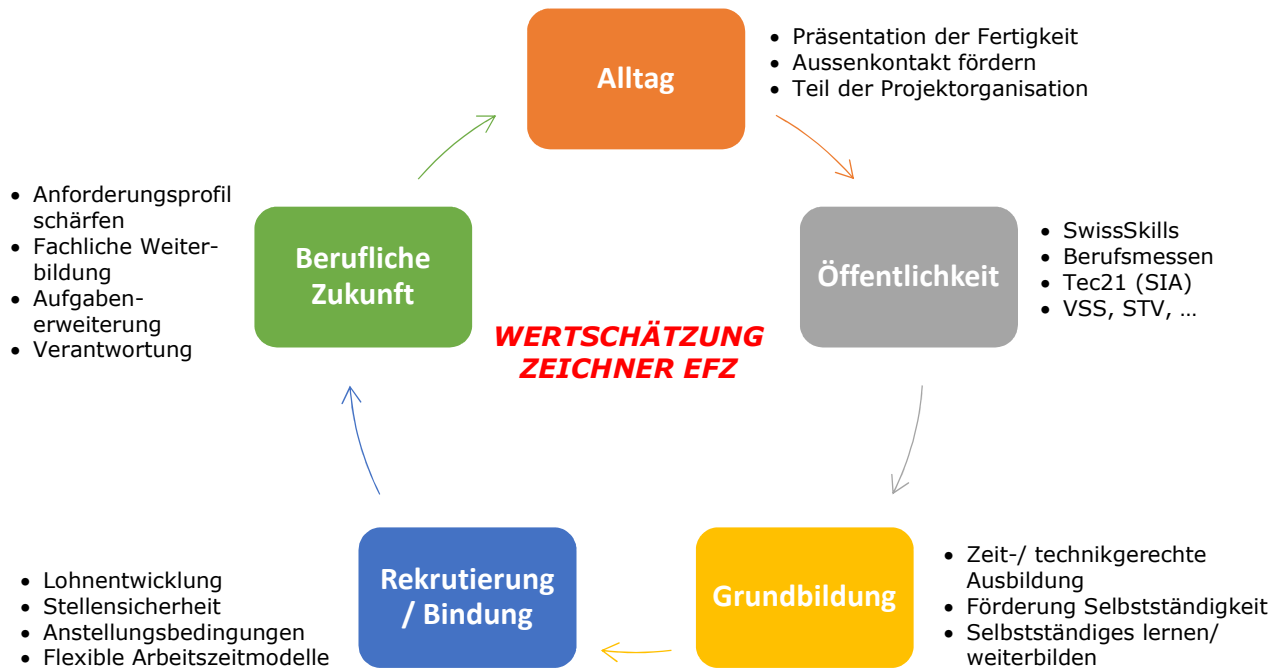 Alltag
• Präsentation der Fertigkeit
• Aussenkontakt fördern
• Teil der Projektorganisation
Öffentlichkeit
• SwissSkills
• Berufsmessen
• Tec21 (SIA)
• VSS, STV, ...
Grundbildung
• Zeit-/ technikgerechte
Ausbildung
• Förderung Selbstständigkeit
• Selbstständiges lernen/
weiterbilden
Rekrutierung
/ Bindung
• Lohnentwicklung
• Stellensicherheit
• Anstellungsbedingungen
• Flexible Arbeitszeitmodelle
Berufliche
Zukunft
• Anforderungsprofil
schärfen
• Fachliche Weiter-
bildung
• Aufgaben-
erweiterung
• Verantwortung
WERTSCHÄTZUNG
ZEICHNER EFZ